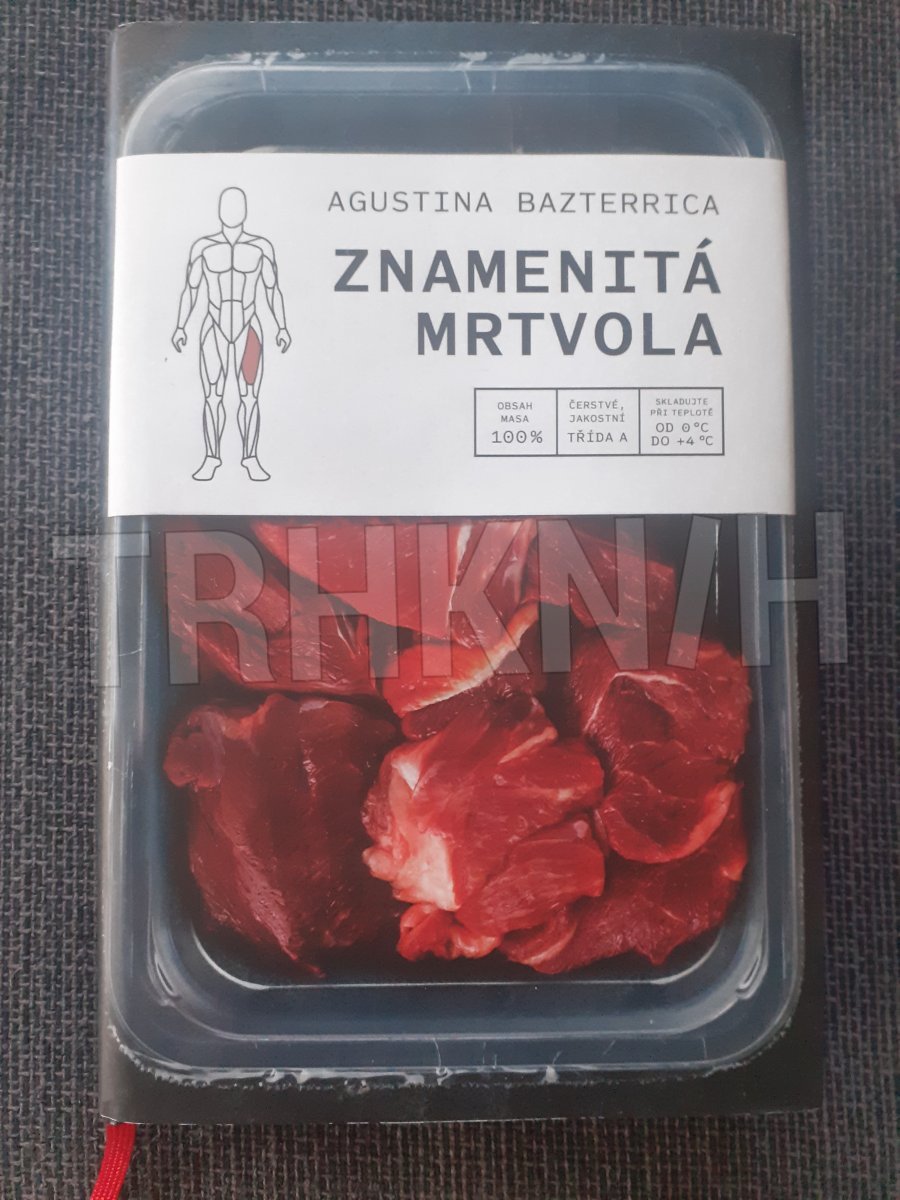 AGUSTINA BAZTERRICA
ZNAMENITÁ
MRTVOLA
OBSAH
MASA
100%
ČERSTVÉ,
JAKOSTNÍ
TŘÍDA A
SKLADUJTE
PŘI TEPLOTĚ
OD 0°C
DO +4°C
TRHKNIH